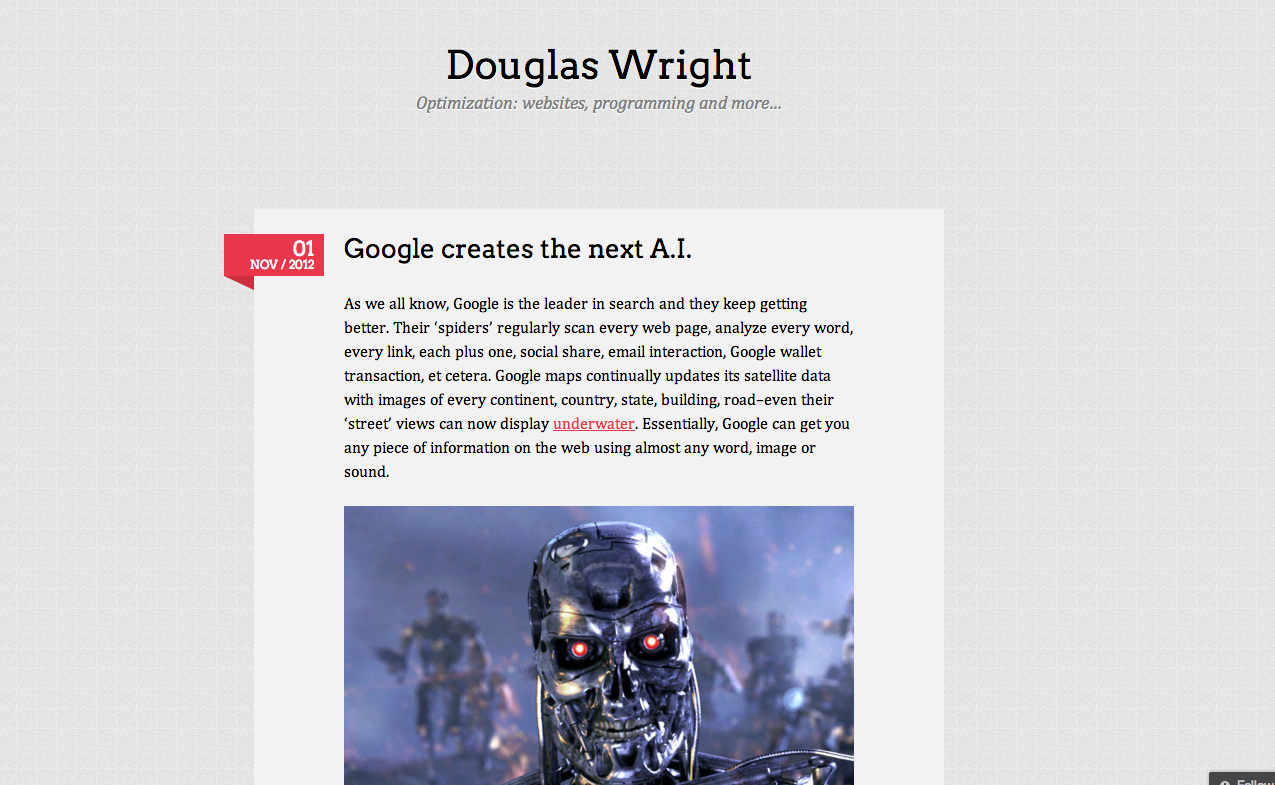 Douglas Wright
Optimization: websites, programming and more...
01
NOV / 2012
Google creates the next A.I.
As we all know, Google is the leader in search and they keep getting
better. Their ‘spiders’ regularly scan every web page, analyze every word,
every link, each plus one, social share, email interaction, Google wallet
transaction, et cetera. Google maps continually updates its satellite data
with images of every continent, country, state, building, road–even their
‘street’ views can now display underwater. Essentially, Google can get you
any piece of information on the web using almost any word, image or
sound.
Follow